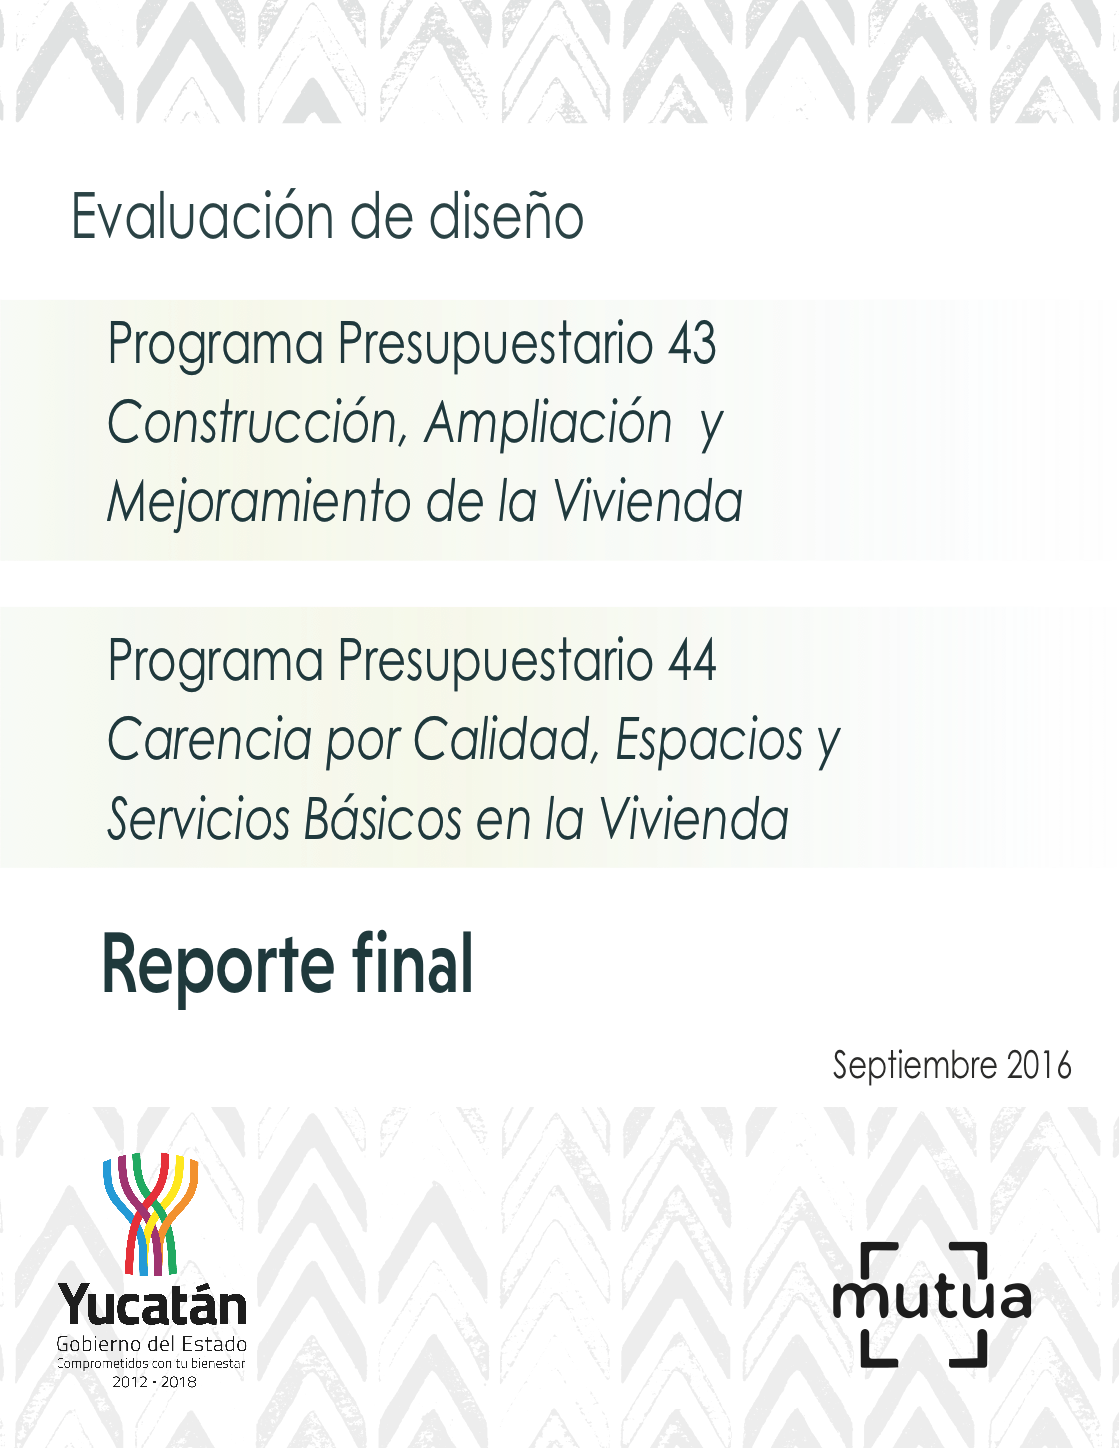 Evaluación de diseño
Programa Presupuestario 43
Construcción, Ampliación y
Mejoramiento de la Vivienda
Programa Presupuestario 44
Carencia por Calidad, Espacios y
Servicios Básicos en la Vivienda
Reporte final
Septiembre 2016
Yucatán
Gobierno del Estado
Comprometidos con tu bienestar
2012 - 2018
mutua